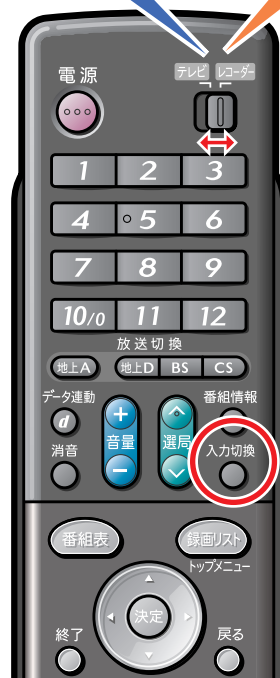 電源
テレビ レコーダー
1 2 3
4 5 6
7 8 9
10/0 11 12
放送切換
地上A 地上D BS CS
データ連動 番組情報
d
+
音量
−
選局
消音 入力切換
番組表 録画リスト
トップメニュー
決定
終了 戻る